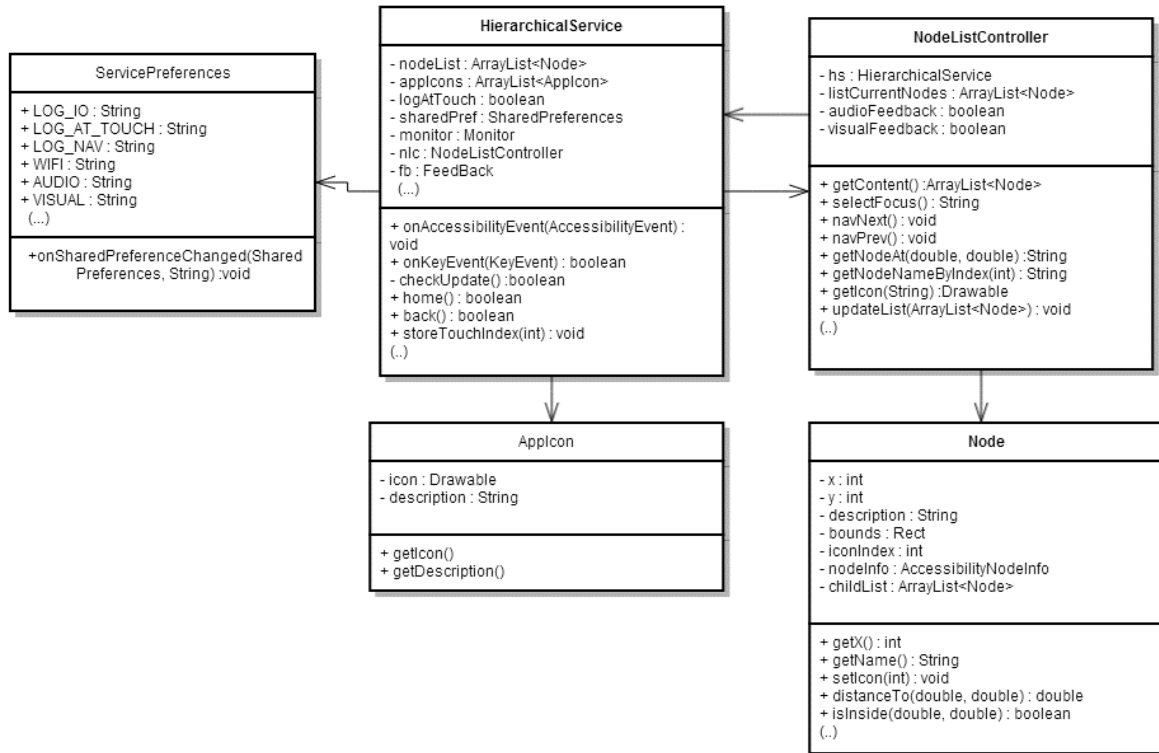 ServicePreferences
+ LOG_IO : String
+ LOG_AT_TOUCH : String
+ LOG_NAV : String
+ WIFI : String
+ AUDIO : String
+ VISUAL : String
(...)
+onSharedPreferenceChanged(Shared
Preferences, String) :void
HierarchicalService
- nodeList : ArrayList<Node>
- appIcons : ArrayList<AppIcon>
- logAtTouch : boolean
- sharedPref : SharedPreferences
- monitor : Monitor
- nlc : NodeListController
- fb : FeedBack
(...)
+ onAccessibilityEvent(AccessibilityEvent) :
void
+ onKeyEvent(KeyEvent) : boolean
- checkUpdate() :boolean
+ home() : boolean
+ back() : boolean
+ storeTouchIndex(int) : void
(..)
NodeListController
- hs : HierarchicalService
- listCurrentNodes : ArrayList<Node>
- audioFeedback : boolean
- visualFeedback : boolean
+ getContent() :ArrayList<Node>
+ selectFocus() : String
+ navNext() : void
+ navPrev() : void
+ getNodeAt(double, double) :String
+ getNodeNameByIndex(int) : String
+ getIcon(String) :Drawable
+ updateList(ArrayList<Node>) : void
(..)
AppIcon
- icon : Drawable
- description : String
+ getIcon()
+ getDescription()
Node
- x : int
- y : int
- description : String
- bounds : Rect
- iconIndex : int
- nodeInfo : AccessibilityNodeInfo
- childList : ArrayList<Node>
+ getX() : int
+ getName() : String
+ setIcon(int) : void
+ distanceTo(double, double) : double
+ isInside(double, double) : boolean
(..)